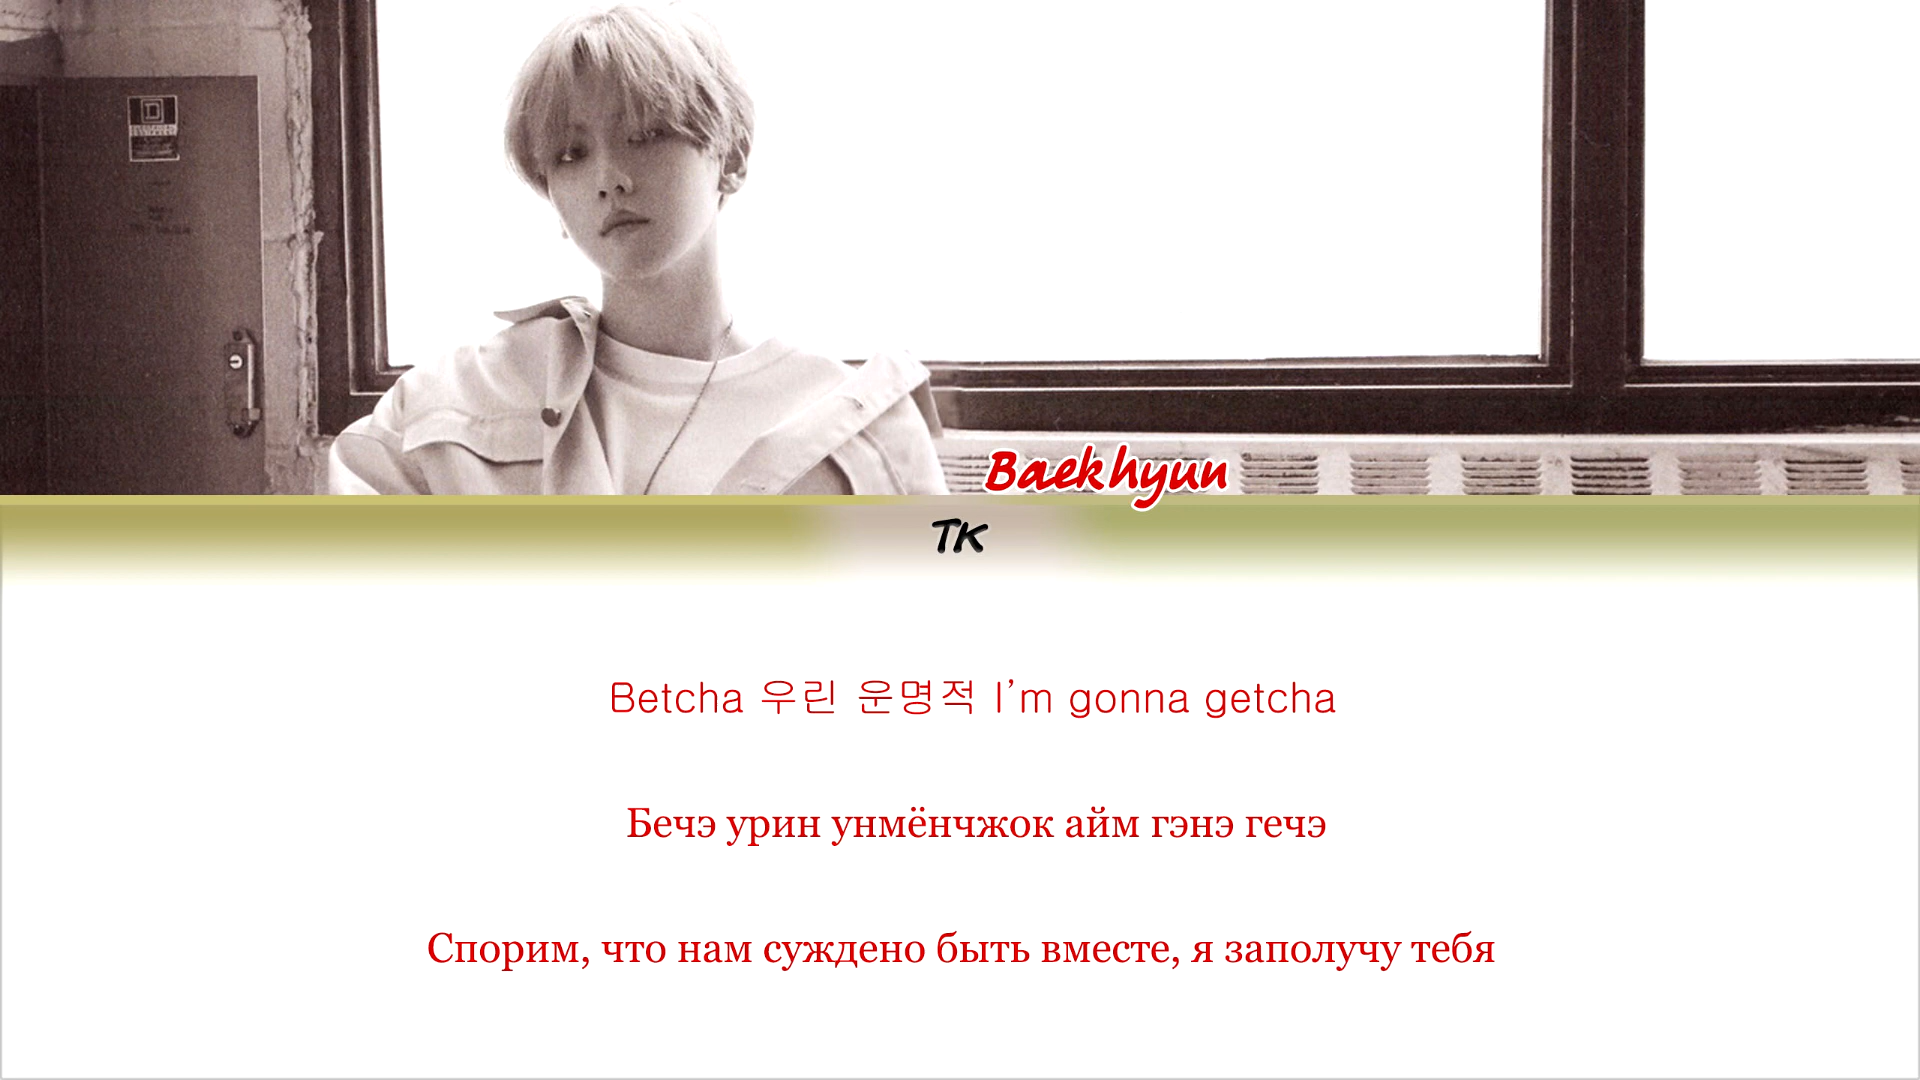 Baekhyun
TK
Betcha 우린 운명적 I’m gonna getcha
Бечэ урин унмёнчжок айм гэнэ гечэ
Спорим, что нам суждено быть вместе, я заполучу тебя